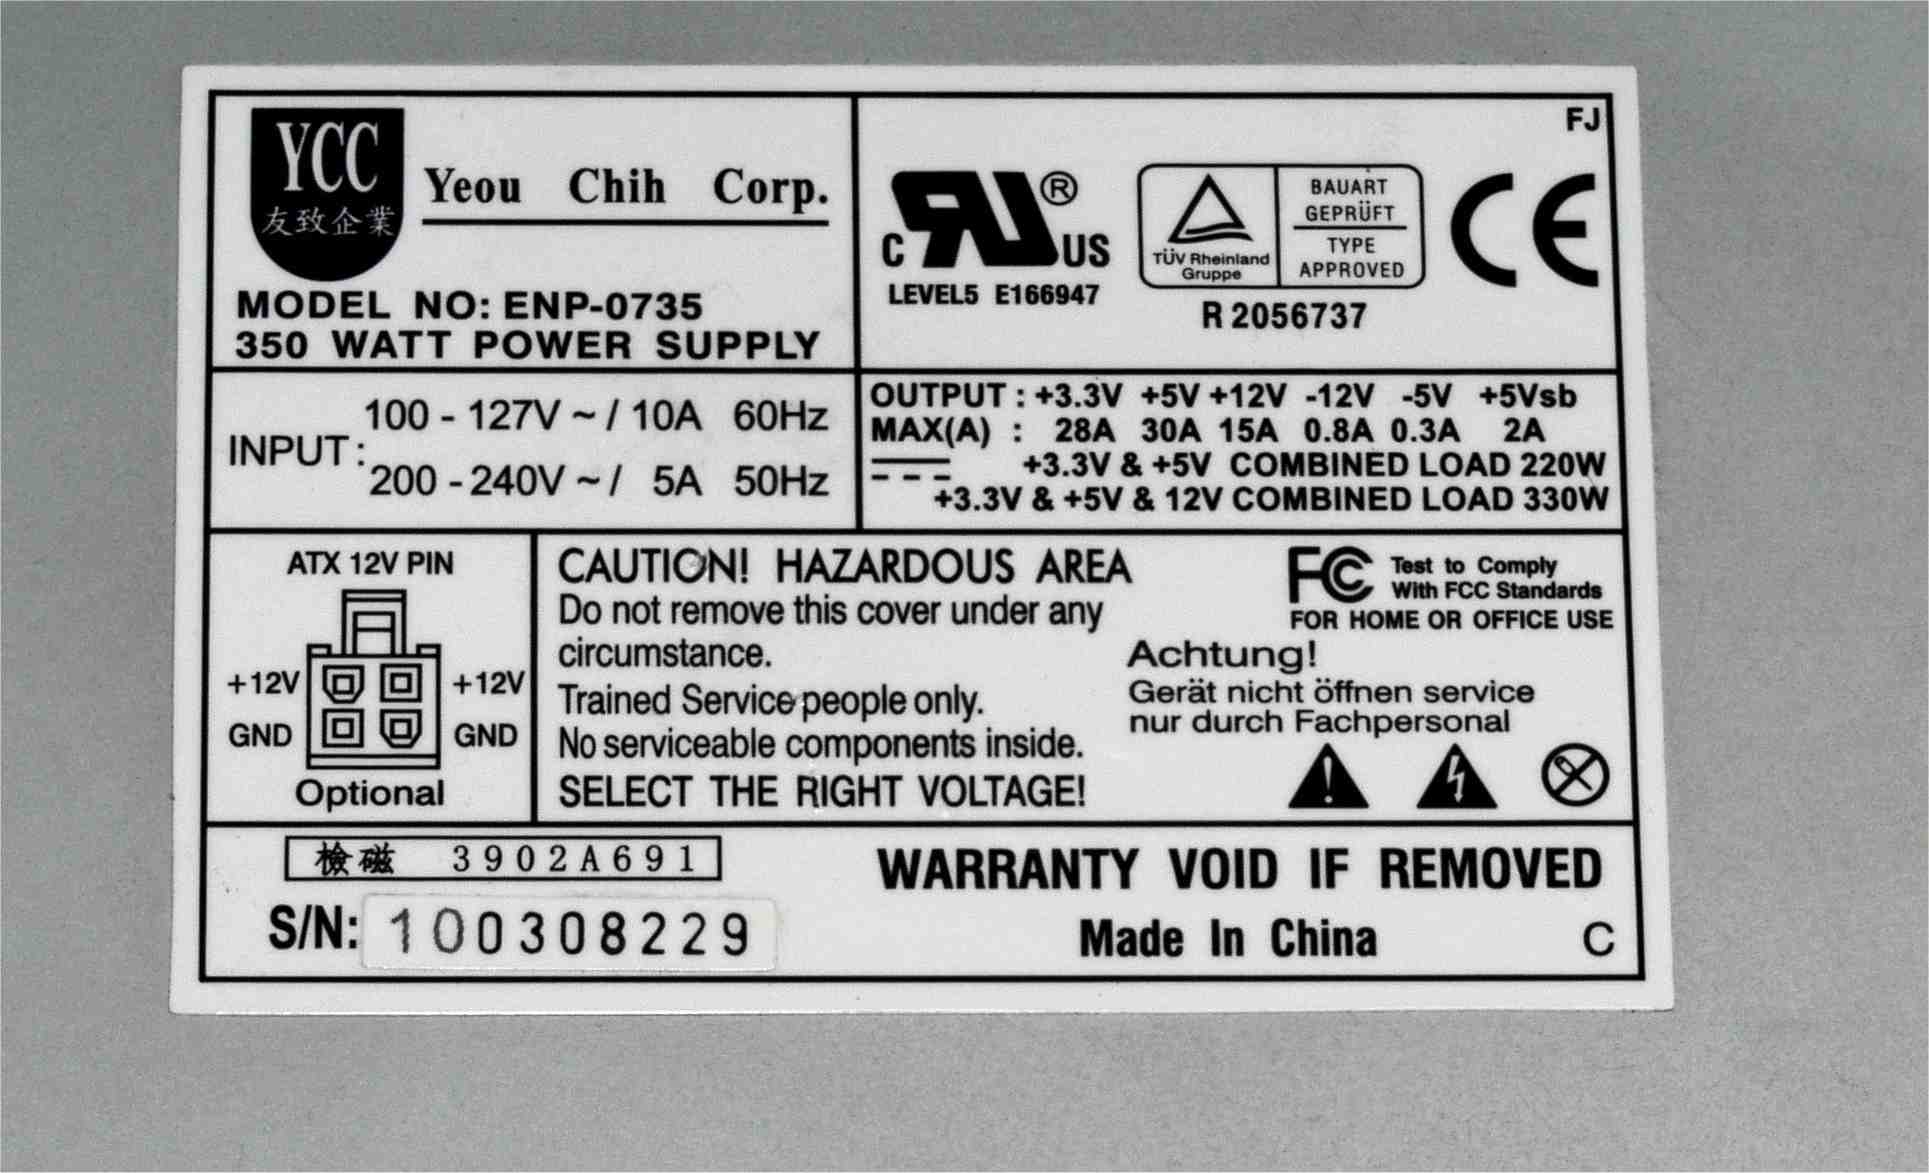 YCC
友致企業
Yeou Chih Corp.
MODEL NO: ENP-0735
350 WATT POWER SUPPLY
FJ
C US ®
LEVEL5 E166947
TÜV Rheinland
Gruppe
BAUART
GEPRÜFT
TYPE
APPROVED
R 2056737
CE
INPUT:
100 - 127V ~ / 10A 60Hz
200 - 240V ~ / 5A 50Hz
OUTPUT : +3.3V +5V +12V -12V -5V +5Vsb
MAX(A) : 28A 30A 15A 0.8A 0.3A 2A
+3.3V & +5V COMBINED LOAD 220W
+3.3V & +5V & 12V COMBINED LOAD 330W
ATX 12V PIN
+12V +12V
GND GND
Optional
CAUTION! HAZARDOUS AREA
Do not remove this cover under any
circumstance.
Trained Service people only.
No serviceable components inside.
SELECT THE RIGHT VOLTAGE!
FC Test to Comply
With FCC Standards
FOR HOME OR OFFICE USE
Achtung!
Gerät nicht öffnen service
nur durch Fachpersonal
檢磁 3902A691
S/N: 100308229
WARRANTY VOID IF REMOVED
Made In China
C